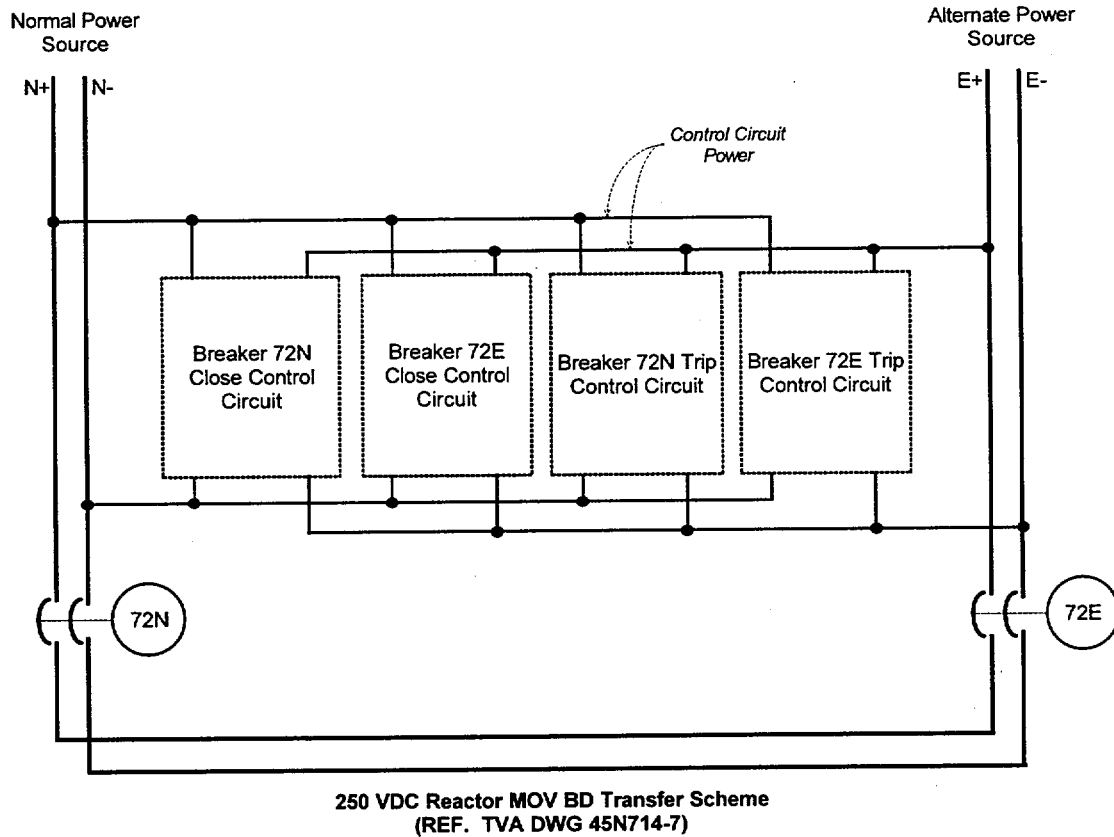 Normal Power
Source
Alternate Power
Source
N+
N-
E+
E-
Control Circuit
Power
Breaker 72N
Close Control
Circuit
Breaker 72E
Close Control
Circuit
Breaker 72N Trip
Control Circuit
Breaker 72E Trip
Control Circuit
72N
72E
250 VDC Reactor MOV BD Transfer Scheme
(REF. TVA DWG 45N714-7)